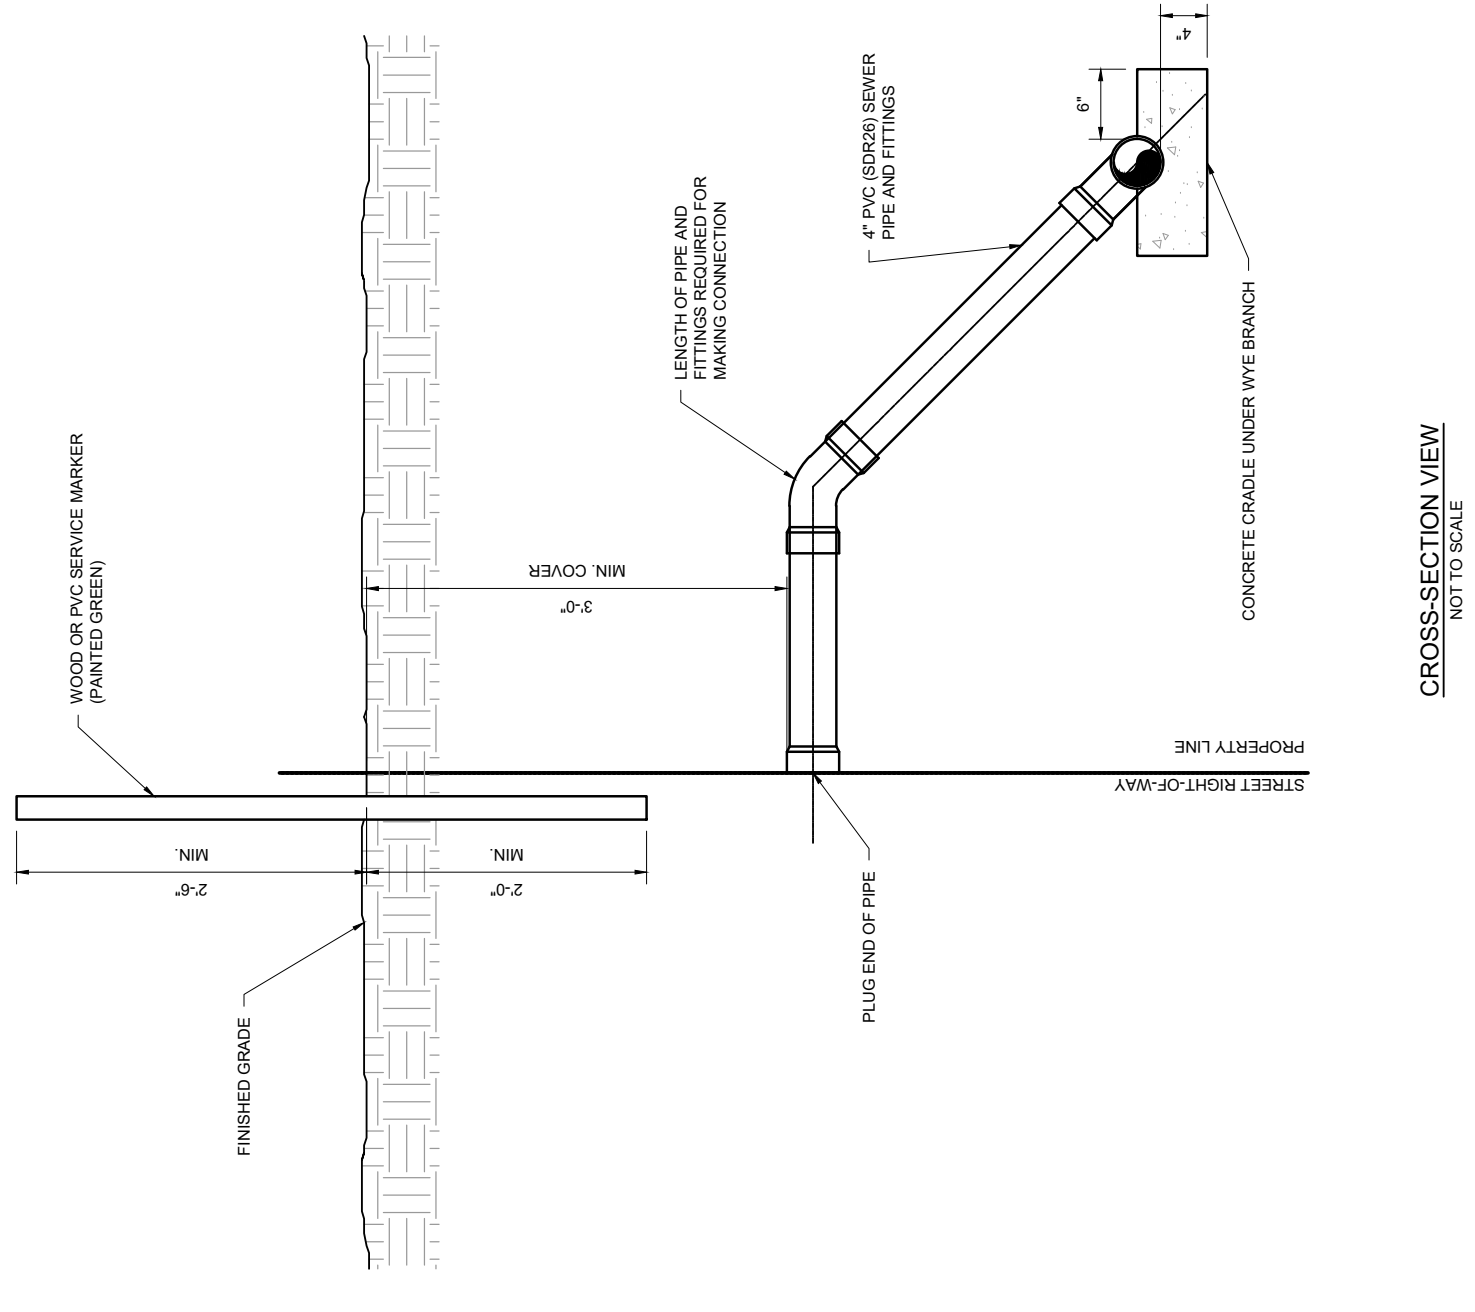 WOOD OR PVC SERVICE MARKER
(PAINTED GREEN)
FINISHED GRADE
2'-6"
MIN.
2'-0"
MIN.
3'-0"
MIN. COVER
LENGTH OF PIPE AND
FITTINGS REQUIRED FOR
MAKING CONNECTION
4" PVC (SDR26) SEWER
PIPE AND FITTINGS
6"
4"
PLUG END OF PIPE
STREET RIGHT-OF-WAY
PROPERTY LINE
CONCRETE CRADLE UNDER WYE BRANCH
CROSS-SECTION VIEW
NOT TO SCALE